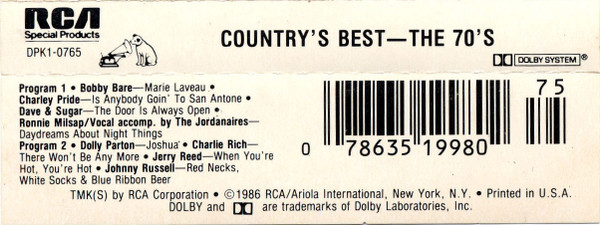 RCA
Special Products
DPK1-0765
COUNTRY'S BEST—THE 70'S
DOLBY SYSTEM®
Program 1 • Bobby Bare—Marie Laveau •
Charley Pride—Is Anybody Goin' To San Antone •
Dave & Sugar—The Door Is Always Open •
Ronnie Milsap/Vocal accomp. by The Jordanaires—
Daydreams About Night Things
Program 2 • Dolly Parton—Joshua • Charlie Rich—
There Won't Be Any More • Jerry Reed—When You're
Hot, You're Hot • Johnny Russell—Red Necks,
White Socks & Blue Ribbon Beer
75
0 78635 19980
TMK(S) by RCA Corporation • ©1986 RCA/Ariola International, New York, N.Y. • Printed in U.S.A.
DOLBY and are trademarks of Dolby Laboratories, Inc.